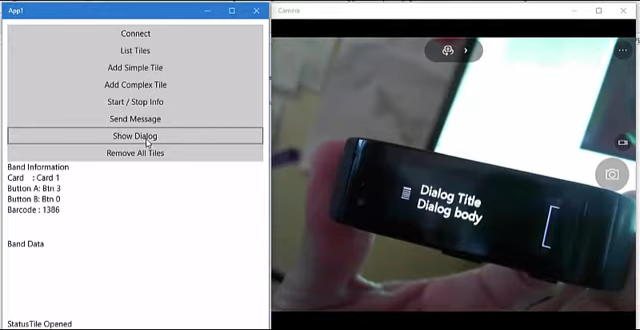 App1
Connect
List Tiles
Add Simple Tile
Add Complex Tile
Start / Stop Info
Send Message
Show Dialog
Remove All Tiles
Band Information
Card : Card 1
Button A: Btn 3
Button B: Btn 0
Barcode : 1386
Band Data
StatusTile Opened
Camera
Dialog Title
Dialog body